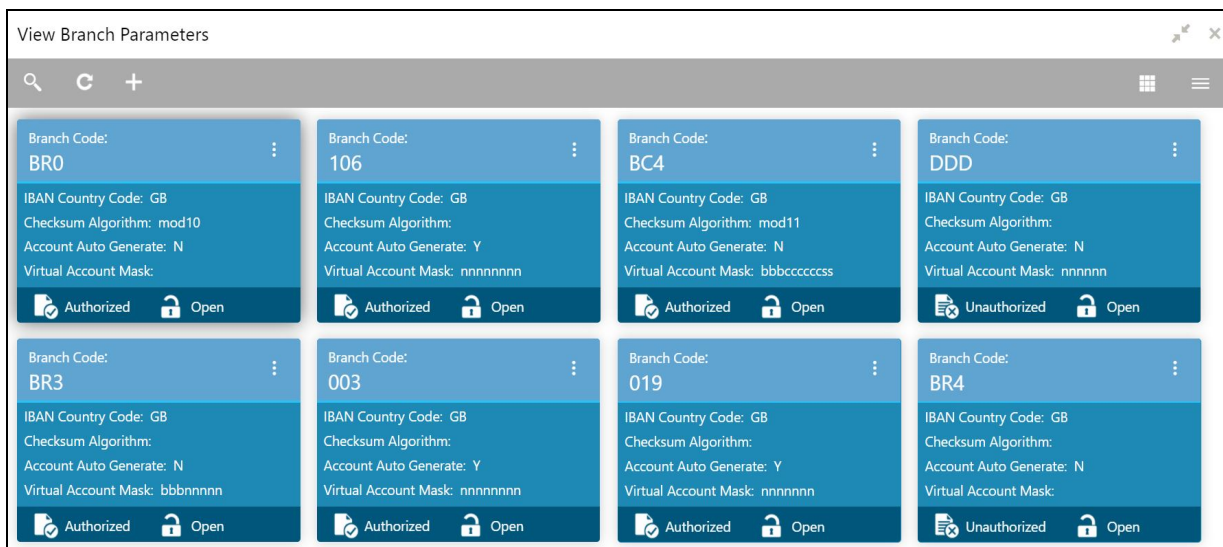 View Branch Parameters
Branch Code:
BR0
IBAN Country Code: GB
Checksum Algorithm: mod10
Account Auto Generate: N
Virtual Account Mask:
Authorized Open
Branch Code:
106
IBAN Country Code: GB
Checksum Algorithm:
Account Auto Generate: Y
Virtual Account Mask: nnnnnnnn
Authorized Open
Branch Code:
BC4
IBAN Country Code: GB
Checksum Algorithm: mod11
Account Auto Generate: N
Virtual Account Mask: bbbccccccss
Authorized Open
Branch Code:
DDD
IBAN Country Code: GB
Checksum Algorithm:
Account Auto Generate: N
Virtual Account Mask: nnnnnn
Unauthorized Open
Branch Code:
BR3
IBAN Country Code: GB
Checksum Algorithm:
Account Auto Generate: N
Virtual Account Mask: bbbnnnnn
Authorized Open
Branch Code:
003
IBAN Country Code: GB
Checksum Algorithm:
Account Auto Generate: Y
Virtual Account Mask: nnnnnnnn
Authorized Open
Branch Code:
019
IBAN Country Code: GB
Checksum Algorithm:
Account Auto Generate: Y
Virtual Account Mask: nnnnnnn
Authorized Open
Branch Code:
BR4
IBAN Country Code: GB
Checksum Algorithm:
Account Auto Generate: N
Virtual Account Mask:
Unauthorized Open